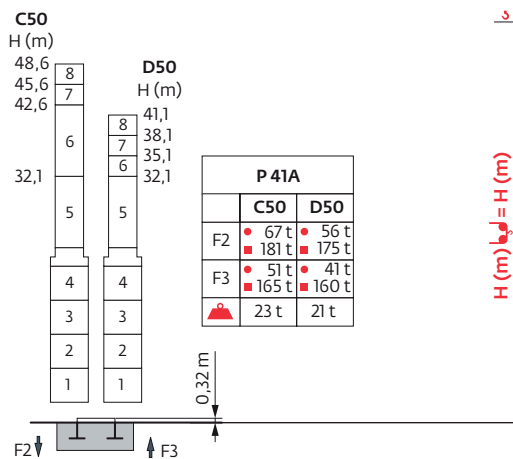 C50
H (m)
48,6
45,6
42,6
32,1
8
7
6
5
4
3
2
1
D50
H (m)
41,1
38,1
35,1
32,1
8
7
6
5
4
3
2
1
P 41A
C50 D50
F2 67 t 56 t
181 t 175 t
F3 51 t 41 t
165 t 160 t
23 t 21 t
0,32 m
F2 F3
H (m) = H (m)